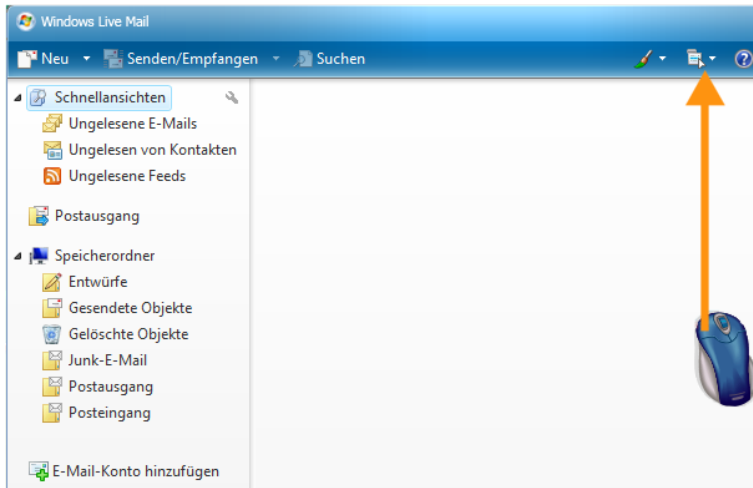 Windows Live Mail
Neu Senden/Empfangen Suchen
Schnellansichten
Ungelesene E-Mails
Ungelesen von Kontakten
Ungelesene Feeds
Postausgang
Speicherordner
Entwürfe
Gesendete Objekte
Gelöschte Objekte
Junk-E-Mail
Postausgang
Posteingang
E-Mail-Konto hinzufügen